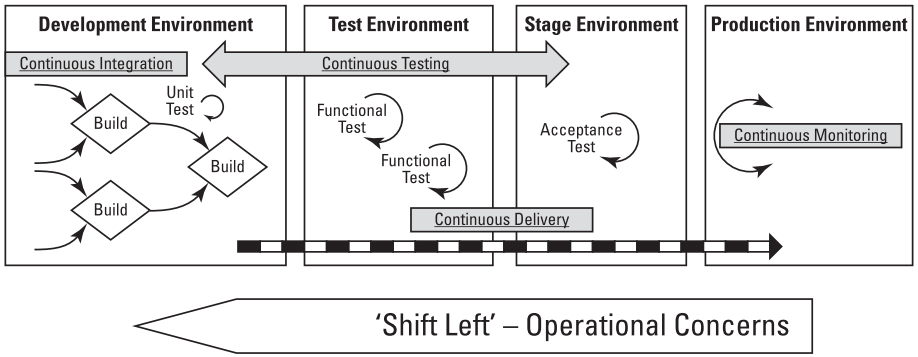 Development Environment
Test Environment
Stage Environment
Production Environment
Continuous Integration
Continuous Testing
Unit
Test
Build
Build
Build
Functional
Test
Functional
Test
Acceptance
Test
Continuous Monitoring
Continuous Delivery
‘Shift Left’ – Operational Concerns